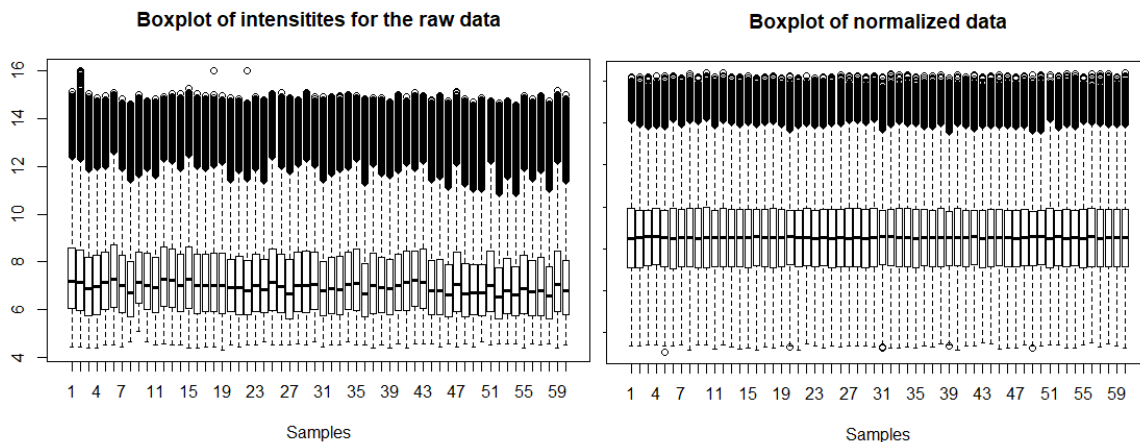 Boxplot of intensitites for the raw data
16
14
12
10
8
6
4
1 4 7 11 15 19 23 27 31 35 39 43 47 51 55 59
Samples
Boxplot of normalized data
1 4 7 11 15 19 23 27 31 35 39 43 47 51 55 59
Samples